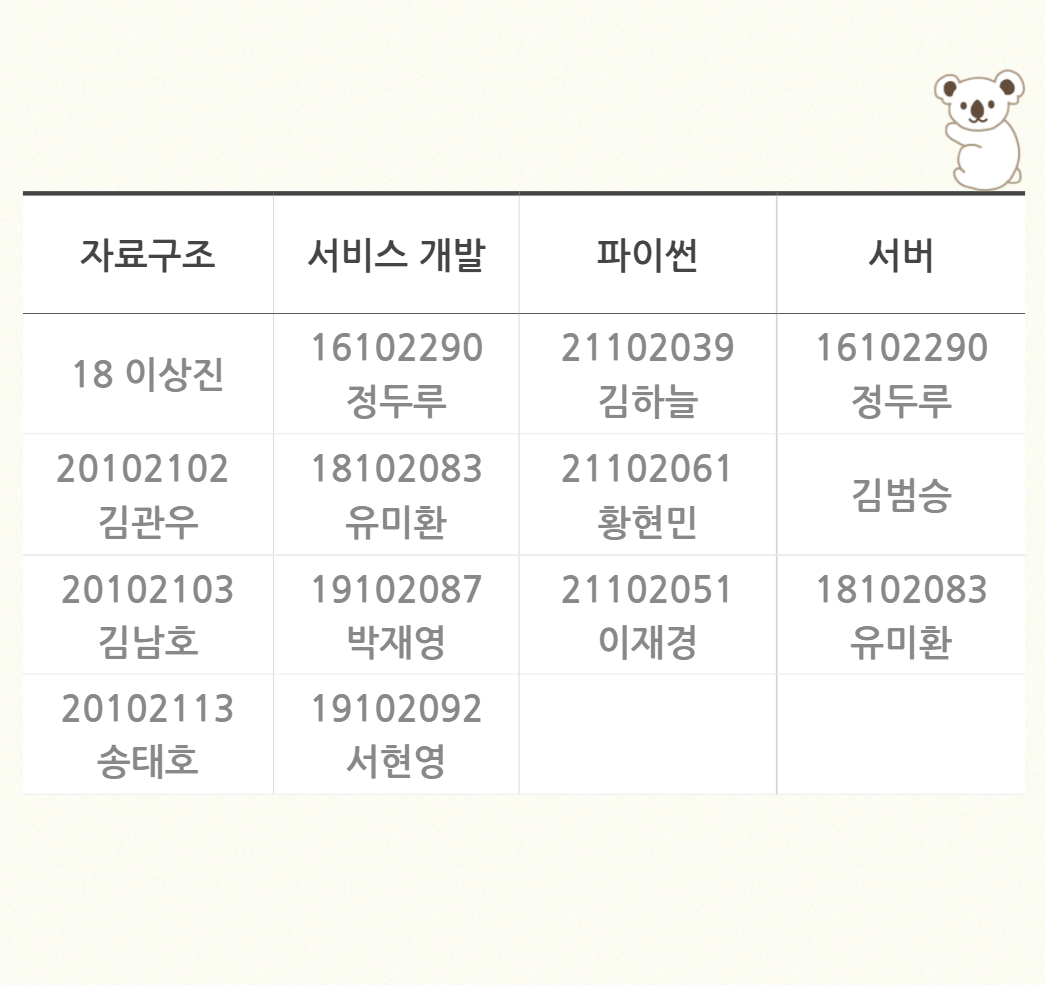 자료구조 서비스 개발 파이썬 서버
18 이상진
16102290
정두루
21102039
김하늘
16102290
정두루
20102102
김관우
18102083
유미환
21102061
황현민
김범승
20102103
김남호
19102087
박재영
21102051
이재경
18102083
유미환
20102113
송태호
19102092
서현영